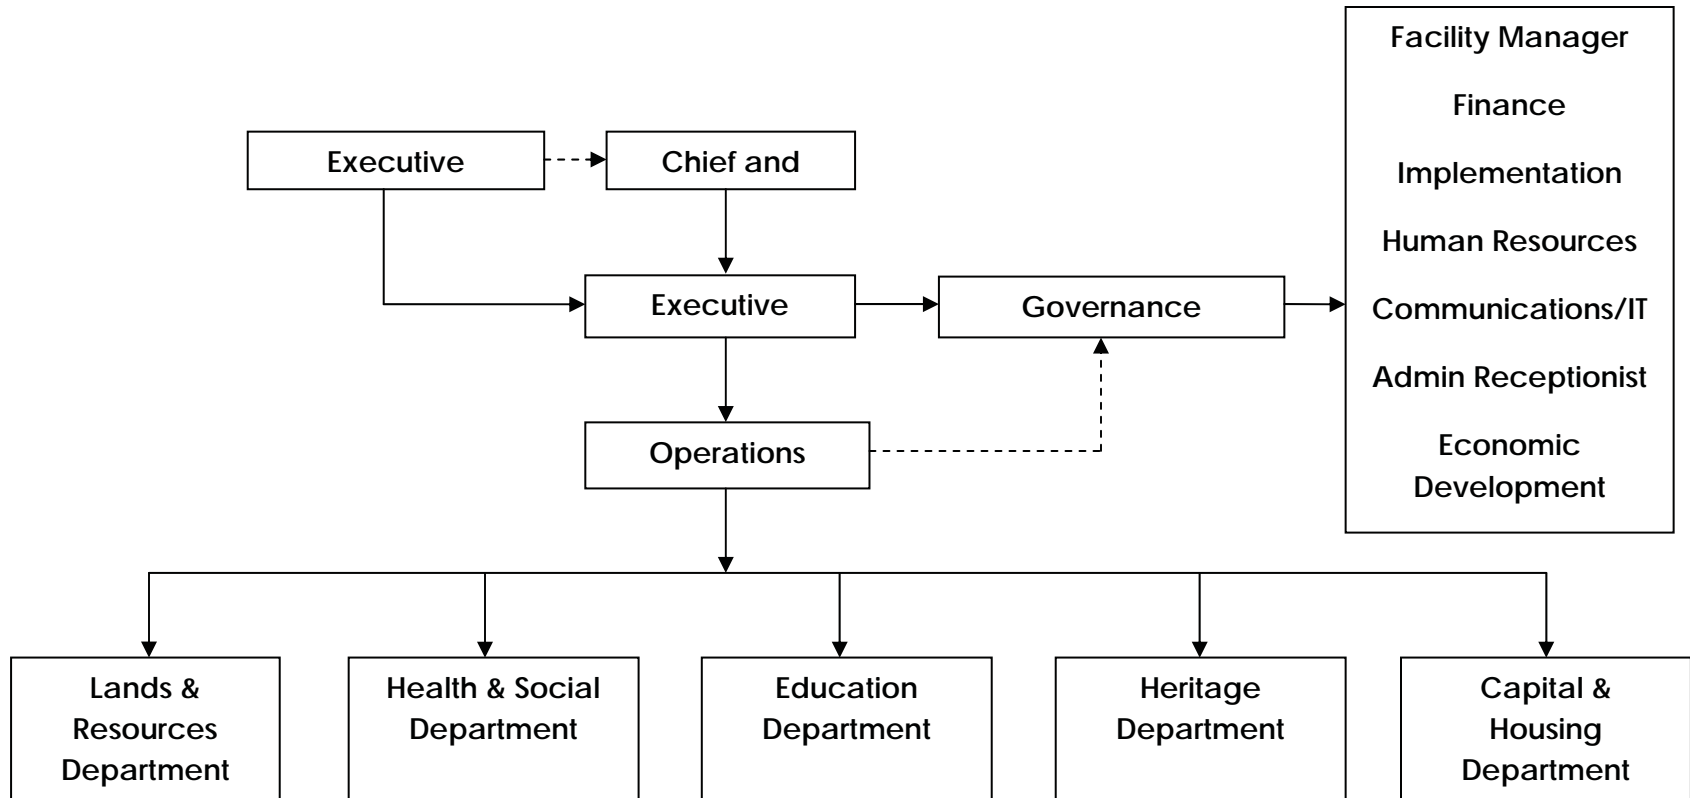 Facility Manager
Finance
Implementation
Human Resources
Communications/IT
Admin Receptionist
Economic
Development
Executive
Chief and
Executive
Governance
Operations
Lands &
Resources
Department
Health & Social
Department
Education
Department
Heritage
Department
Capital &
Housing
Department